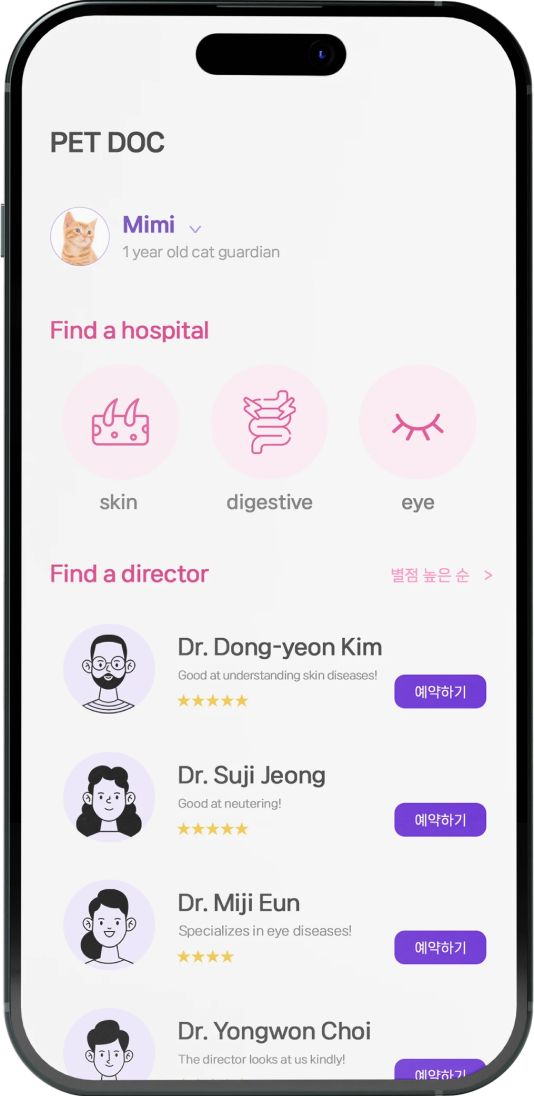 PET DOC
Mimi
1 year old cat guardian
Find a hospital
skin
digestive
eye
Find a director
별점 높은 순 >
Dr. Dong-yeon Kim
Good at understanding skin diseases!
★★★★★
예약하기
Dr. Suji Jeong
Good at neutering!
★★★★★
예약하기
Dr. Miji Eun
Specializes in eye diseases!
★★★★
예약하기
Dr. Yongwon Choi
The director looks at us kindly!
예약하기